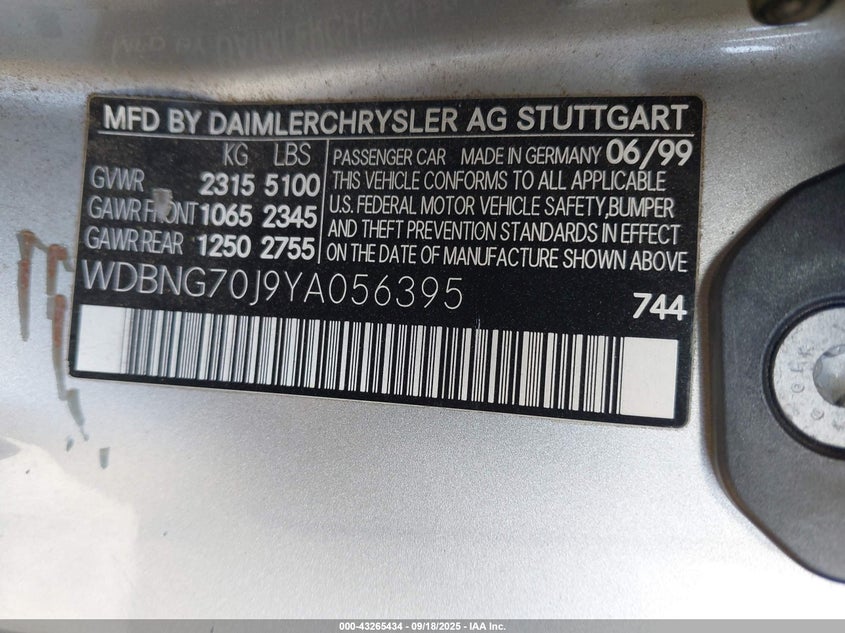 MFD BY DAIMLERCHRYSLER AG STUTTGART
KG LBS
GVWR 2315 5100
GAWR FRONT 1065 2345
GAWR REAR 1250 2755
PASSENGER CAR MADE IN GERMANY 06/99
THIS VEHICLE CONFORMS TO ALL APPLICABLE
U.S. FEDERAL MOTOR VEHICLE SAFETY,BUMPER
AND THEFT PREVENTION STANDARDS IN EFFECT
ON THE DATE OF MANUFACTURE SHOWN ABOVE
WDBNG70J9YA056395
744
000-43265434 - 09/18/2025 - IAA Inc.